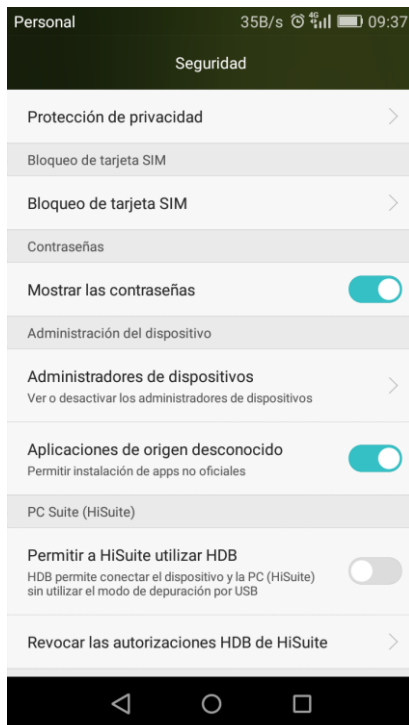 Personal 35B/s 4G 09:37
Seguridad
Protección de privacidad
Bloqueo de tarjeta SIM
Bloqueo de tarjeta SIM
Contraseñas
Mostrar las contraseñas
Administración del dispositivo
Administradores de dispositivos
Ver o desactivar los administradores de dispositivos
Aplicaciones de origen desconocido
Permitir instalación de apps no oficiales
PC Suite (HiSuite)
Permitir a HiSuite utilizar HDB
HDB permite conectar el dispositivo y la PC (HiSuite)
sin utilizar el modo de depuración por USB
Revocar las autorizaciones HDB de HiSuite